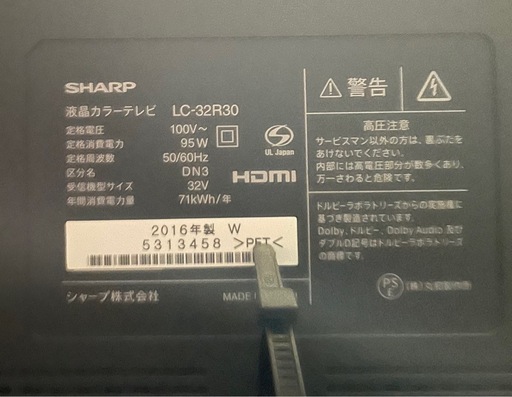 SHARP
液晶カラーテレビ LC-32R30
定格電圧 100V~
定格消費電力 95W
定格周波数 50/60Hz
区分名 DN3
受信機型サイズ 32V
年間消費電力量 71kWh/年
UL Japan
HDMI
2016年製 W
5313458 >PET<
シャープ株式会社
MADE
警告
高圧注意
サービスマン以外の方は、裏ぶたを
あけないでください。
内部には高電圧部分が数多くあり、
万一さわると危険です。
ドルビーラボラトリーズからの実施権に
基づき製造されています。
Dolby、ドルビー、Dolby Audio 及び
ダブルD記号はドルビーラボラトリーズ
の商標です。
PS
E